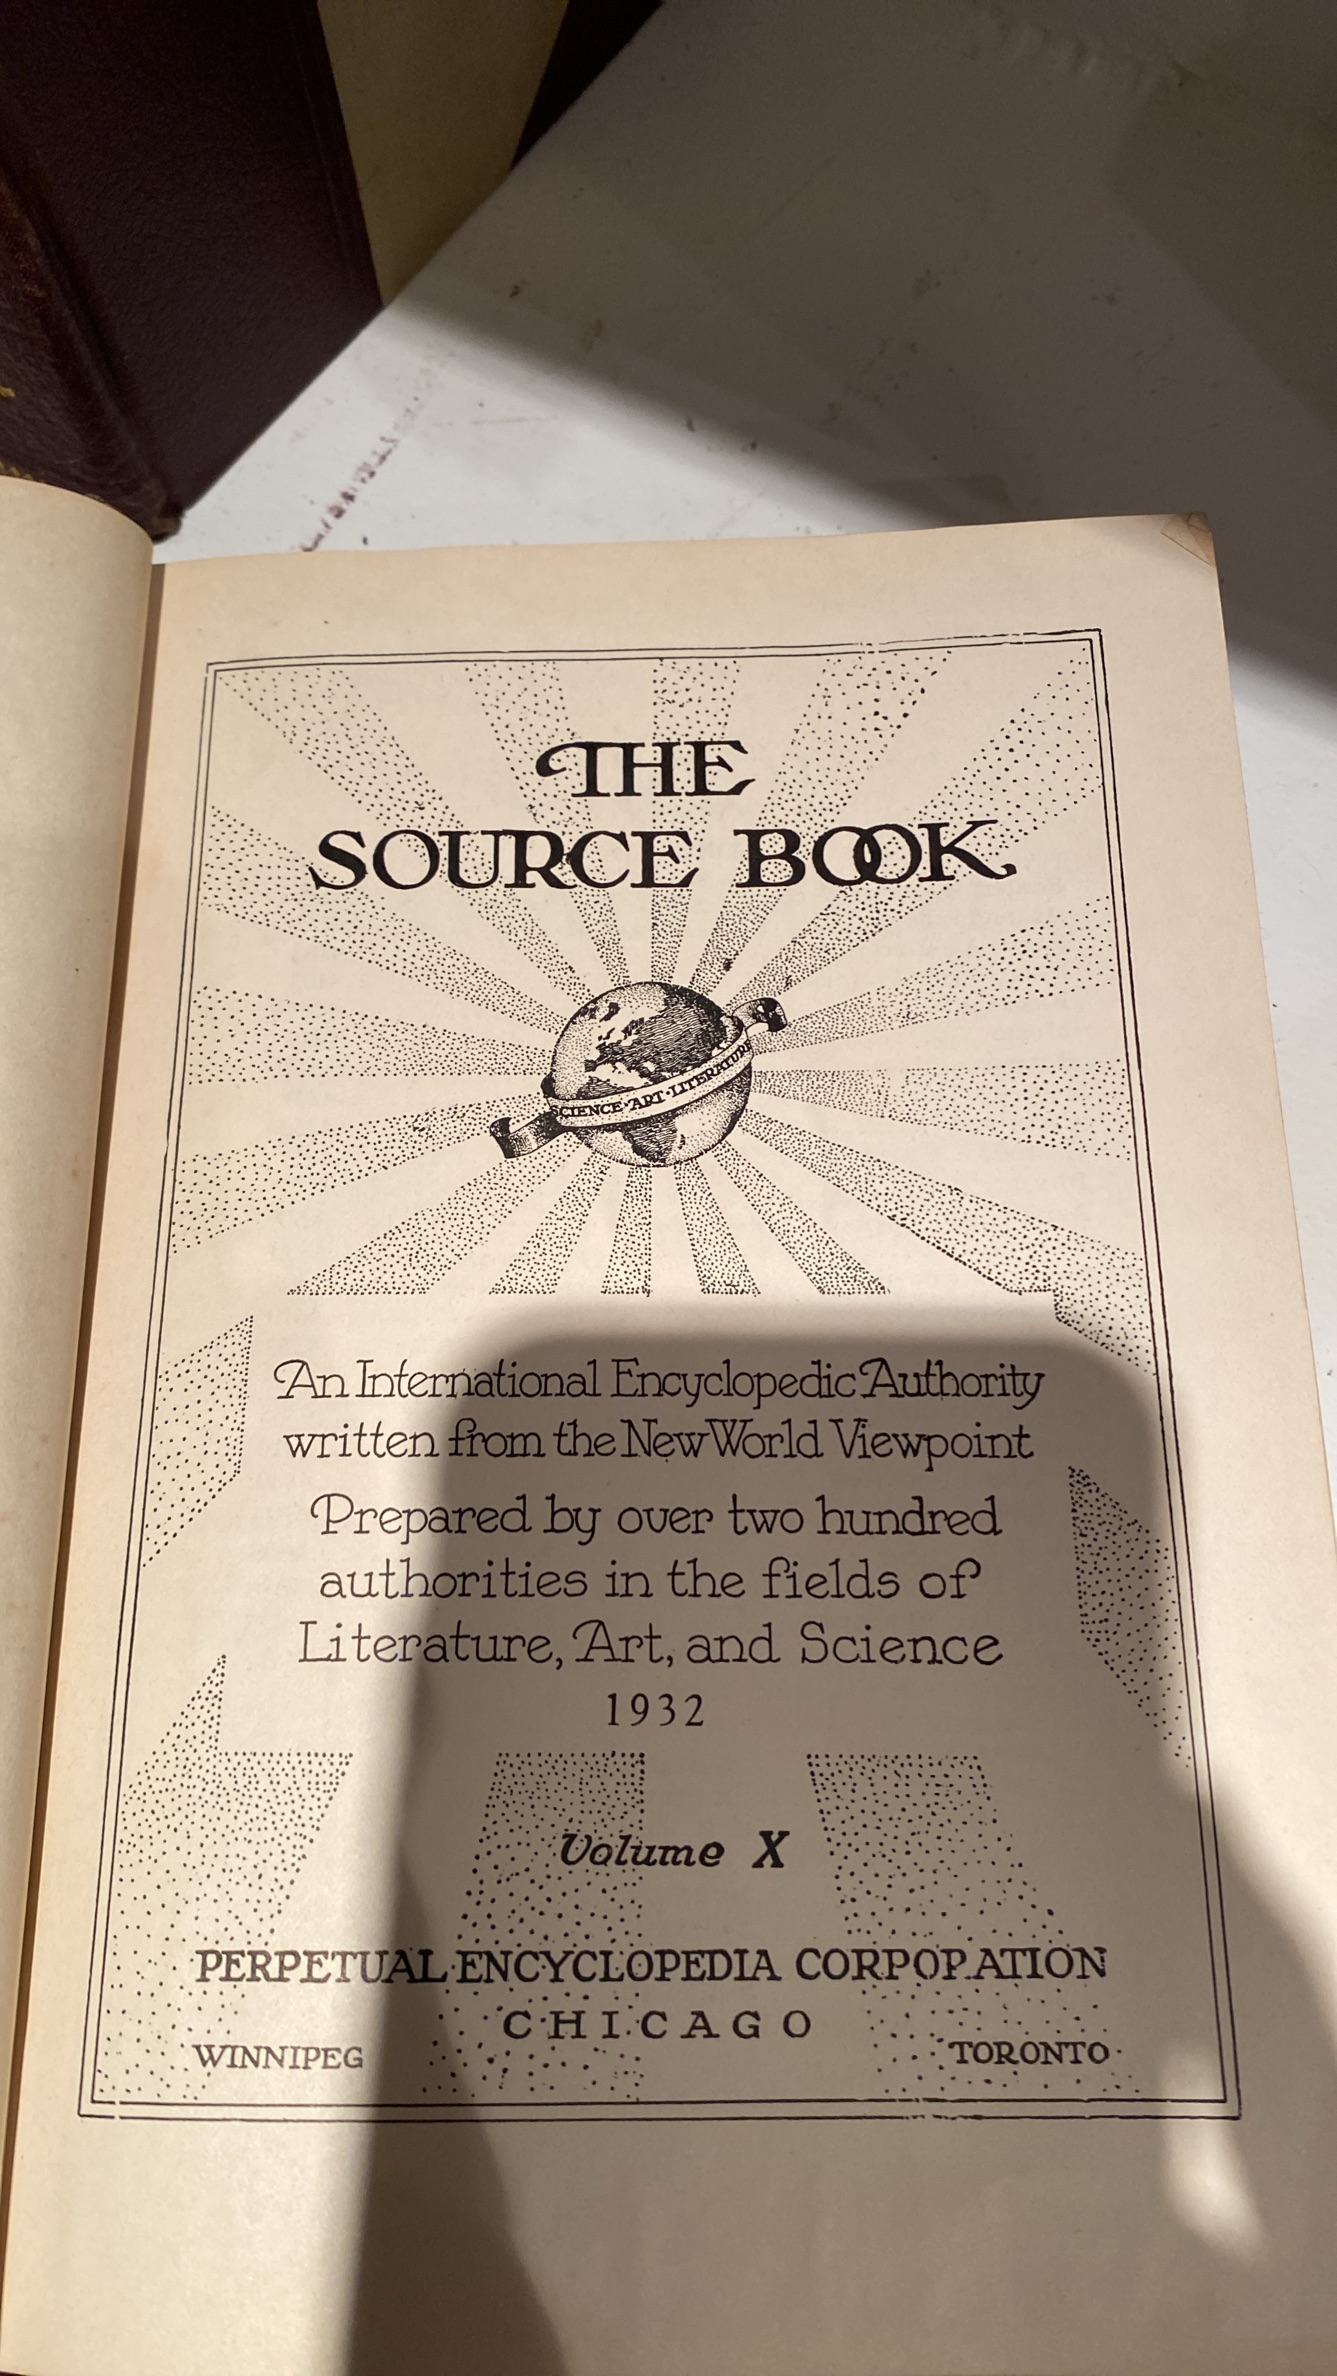 THE
SOURCE BOOK
SCIENCE·ART·LITERATURE
An International Encyclopedic Authority
written from the New World Viewpoint
Prepared by over two hundred
authorities in the fields of
Literature, Art, and Science
1932
Volume X
PERPETUAL ENCYCLOPEDIA CORPORATION
CHICAGO
WINNIPEG TORONTO